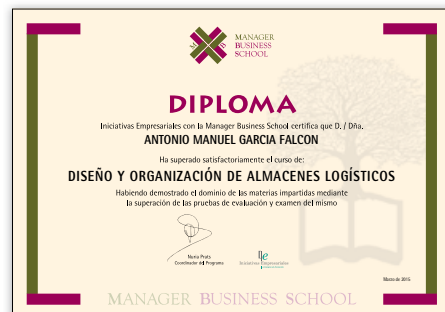 MANAGER
BUSINESS
SCHOOL
M B
DIPLOMA
Iniciativas Empresariales con la Manager Business School certifica que D. / Dña.
ANTONIO MANUEL GARCIA FALCON
Ha superado satisfactoriamente el curso de:
DISEÑO Y ORGANIZACIÓN DE ALMACENES LOGÍSTICOS
Habiendo demostrado el dominio de las materias impartidas mediante
la superación de las pruebas de evaluación y examen del mismo
Nuria Prats
Coordinador del Programa
Iniciativas Empresariales
Marzo de 2015
MANAGER BUSINESS SCHOOL